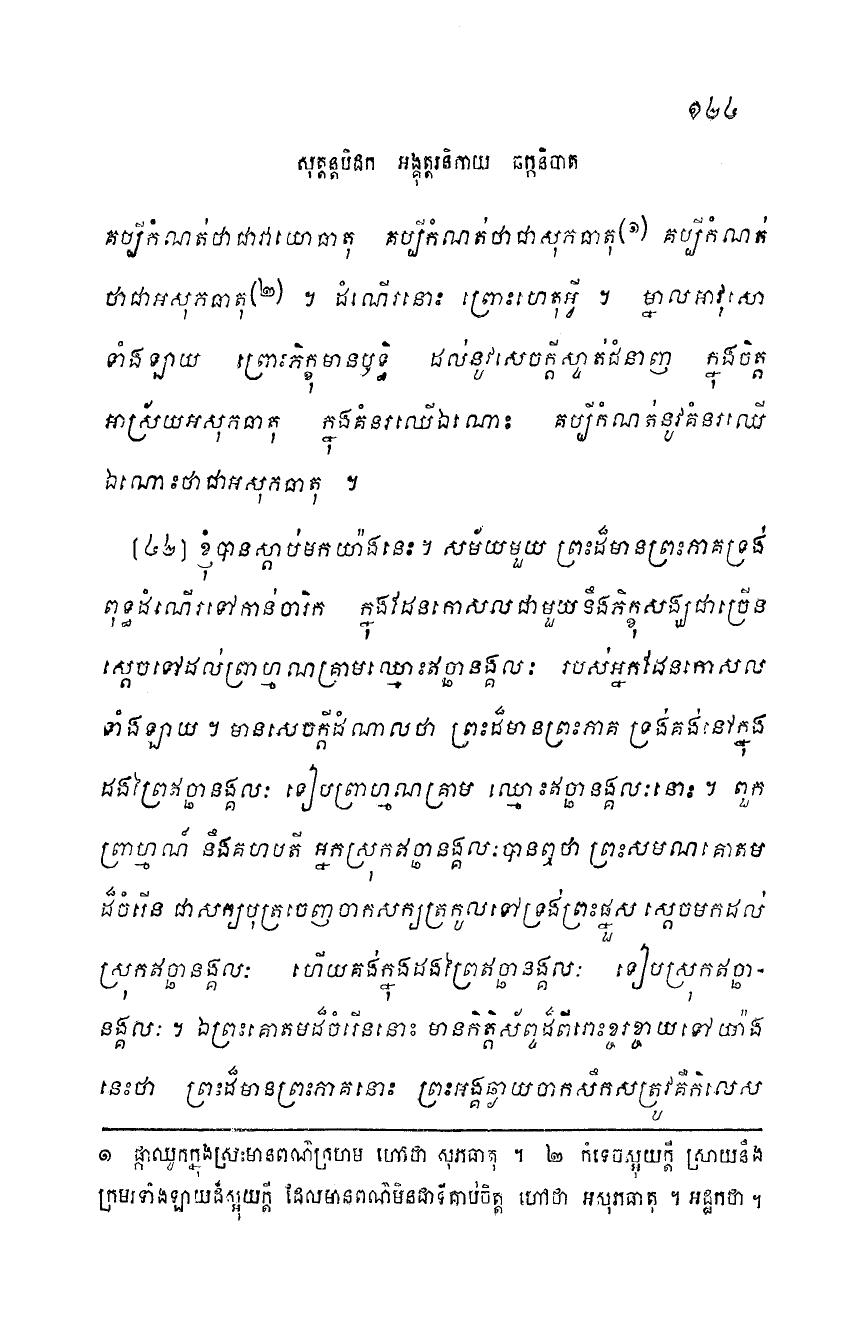 ១៤៤
សុត្តន្តបិដក អង្គុត្តរនិកាយ ឆក្កនិបាត
គប្បីកំណត់ថាជាវាយោធាតុ គប្បីកំណត់ថាជាសុភធាតុ(១) គប្បីកំណត់
ថាជាអសុភធាតុ(២) ។ ដំណើរនោះ ព្រោះហេតុអ្វី ។ ម្នាលអាវុសោ
ទាំងឡាយ ព្រោះភិក្ខុមានឫទ្ធិ ដល់នូវសេចក្តីស្ទាត់ជំនាញ ក្នុងចិត្ត
អាស្រ័យអសុភធាតុ ក្នុងគំនរឈើឯណោះ គប្បីកំណត់នូវគំនរឈើ
ឯណោះថាជាអសុភធាតុ ។
[៤២] ខ្ញុំបានស្តាប់មកយ៉ាងនេះ។ សម័យមួយ ព្រះដ៏មានព្រះភាគទ្រង់
ពុទ្ធដំណើរទៅកាន់ចារិក ក្នុងដែនកោសលជាមួយនឹងភិក្ខុសង្ឃជាច្រើន
ស្តេចទៅដល់ព្រាហ្មណគ្រាមឈ្មោះឥច្ឆានង្គលៈ របស់អ្នកដែនកោសល
ទាំងឡាយ ។ មានសេចក្តីដំណាលថា ព្រះដ៏មានព្រះភាគ ទ្រង់គង់នៅក្នុង
ដងព្រៃឥច្ឆានង្គលៈ ទៀបព្រាហ្មណគ្រាម ឈ្មោះឥច្ឆានង្គលៈនោះ ។ ពួក
ព្រាហ្មណ៍ នឹងគហបតី អ្នកស្រុកឥច្ឆានង្គលៈបានឮថា ព្រះសមណគោតម
ដ៏ចំរើន ជាសក្យបុត្រចេញចាកសក្យត្រកូលទៅទ្រង់ព្រះផ្នួស ស្តេចមកដល់
ស្រុកឥច្ឆានង្គលៈ ហើយគង់ក្នុងដងព្រៃឥច្ឆានង្គលៈ ទៀបស្រុកឥច្ឆា-
នង្គលៈ ។ ឯព្រះគោតមដ៏ចំរើននោះ មានកិត្តិស័ព្ទដ៏ពីរោះខ្ចរខ្ចាយទៅ យ៉ាង
នេះថា ព្រះដ៏មានព្រះភាគនោះ ព្រះអង្គឆ្ងាយចាកសឹកសត្រូវគឺកិលេស
១ ផ្កាឈូកក្នុងស្រះមានពណ៌ក្រហម ហៅថា សុភធាតុ ។ ២ កំទេចស្អុយក្តី ស្រាយនឹង
ក្រមរទាំងឡាយដ៏ស្អុយក្តី ដែលមានពណ៌មិនជាទីគាប់ចិត្ត ហៅថា អសុភធាតុ ។ អដ្ឋកថា ។